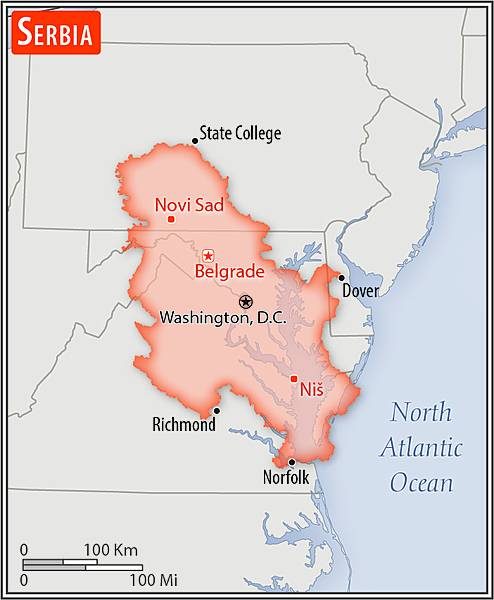 SERBIA
State College
Novi Sad
Belgrade
Dover
Washington, D.C.
Niš
Richmond
North
Atlantic
Ocean
Norfolk
0 100 Km
0 100 Mi